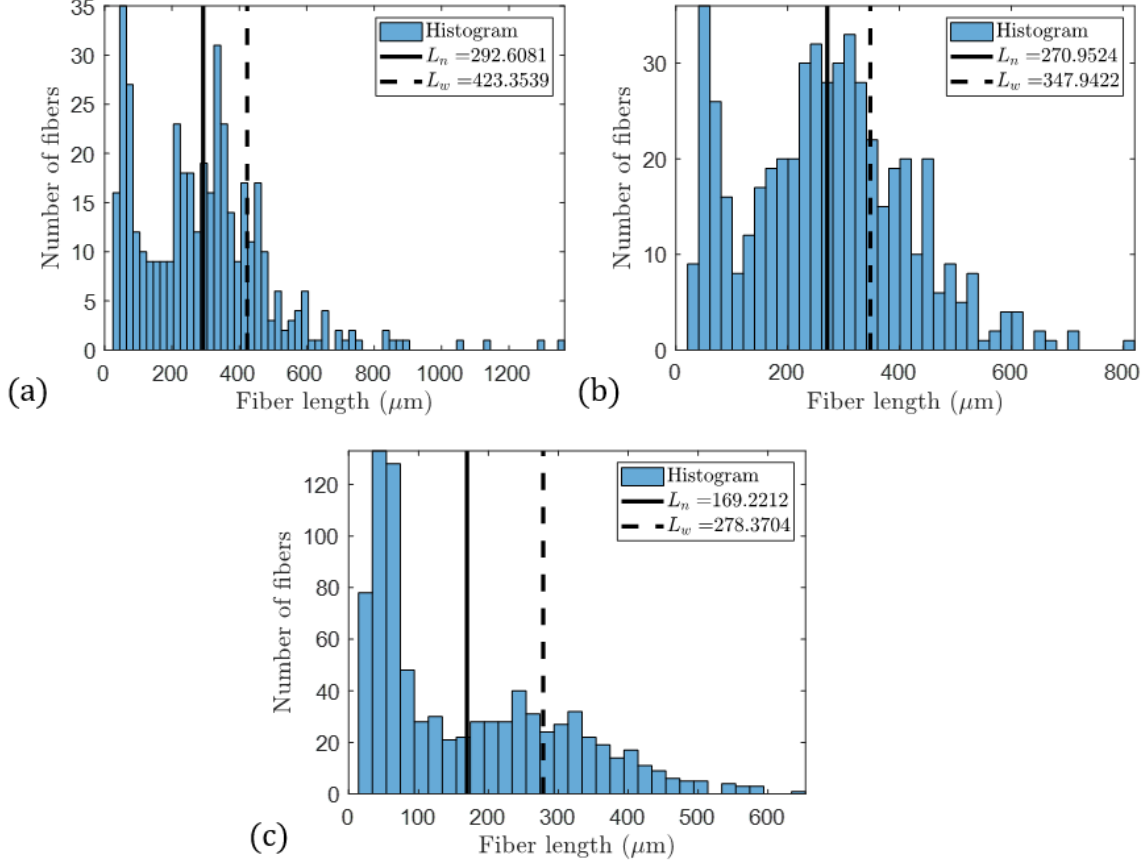 35
30
25
20
15
10
5
0
Number of fibers
0 200 400 600 800 1000 1200
Fiber length (μm)
Histogram
L_n =292.6081
L_w =423.3539
(a)
30
20
10
0
Number of fibers
0 200 400 600 800
Fiber length (μm)
Histogram
L_n =270.9524
L_w =347.9422
(b)
120
100
80
60
40
20
0
Number of fibers
0 100 200 300 400 500 600
Fiber length (μm)
Histogram
L_n =169.2212
L_w =278.3704
(c)